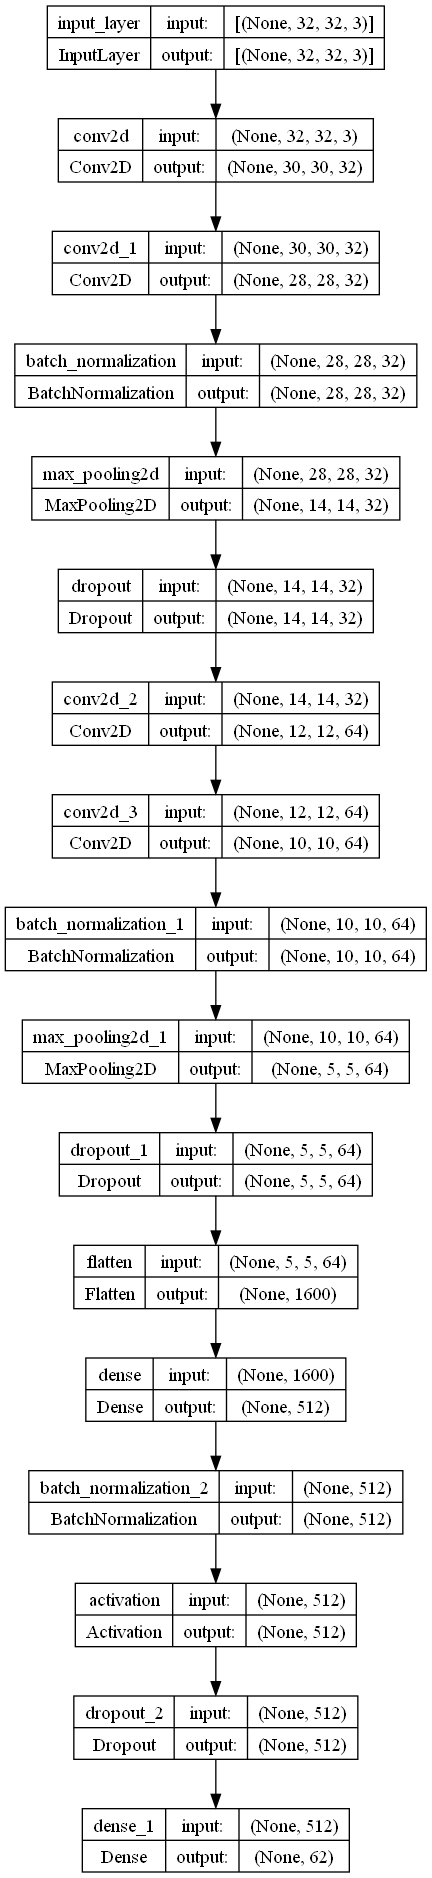 input_layer input: [(None, 32, 32, 3)]
InputLayer output: [(None, 32, 32, 3)]
conv2d input: (None, 32, 32, 3)
Conv2D output: (None, 30, 30, 32)
conv2d_1 input: (None, 30, 30, 32)
Conv2D output: (None, 28, 28, 32)
batch_normalization input: (None, 28, 28, 32)
BatchNormalization output: (None, 28, 28, 32)
max_pooling2d input: (None, 28, 28, 32)
MaxPooling2D output: (None, 14, 14, 32)
dropout input: (None, 14, 14, 32)
Dropout output: (None, 14, 14, 32)
conv2d_2 input: (None, 14, 14, 32)
Conv2D output: (None, 12, 12, 64)
conv2d_3 input: (None, 12, 12, 64)
Conv2D output: (None, 10, 10, 64)
batch_normalization_1 input: (None, 10, 10, 64)
BatchNormalization output: (None, 10, 10, 64)
max_pooling2d_1 input: (None, 10, 10, 64)
MaxPooling2D output: (None, 5, 5, 64)
dropout_1 input: (None, 5, 5, 64)
Dropout output: (None, 5, 5, 64)
flatten input: (None, 5, 5, 64)
Flatten output: (None, 1600)
dense input: (None, 1600)
Dense output: (None, 512)
batch_normalization_2 input: (None, 512)
BatchNormalization output: (None, 512)
activation input: (None, 512)
Activation output: (None, 512)
dropout_2 input: (None, 512)
Dropout output: (None, 512)
dense_1 input: (None, 512)
Dense output: (None, 62)